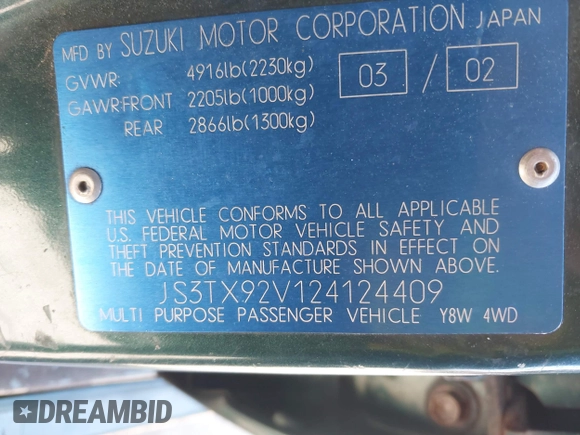 MFD BY SUZUKI MOTOR CORPORATION JAPAN
GVWR: 4916lb(2230kg) 03 / 02
GAWR:FRONT 2205lb(1000kg)
REAR 2866lb(1300kg)
THIS VEHICLE CONFORMS TO ALL APPLICABLE
U.S. FEDERAL MOTOR VEHICLE SAFETY AND
THEFT PREVENTION STANDARDS IN EFFECT ON
THE DATE OF MANUFACTURE SHOWN ABOVE.
JS3TX92V124124409
MULTI PURPOSE PASSENGER VEHICLE Y8W 4WD
DREAMBID